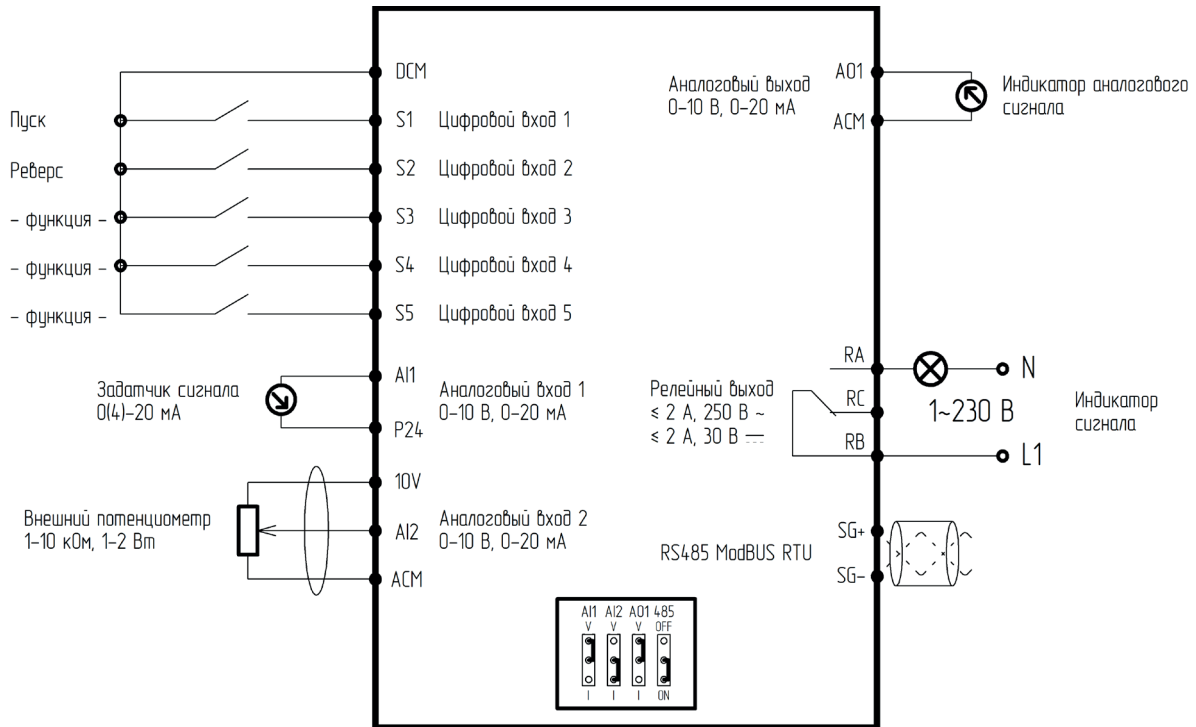 DCM
Пуск
S1 Цифровой вход 1
Реверс
S2 Цифровой вход 2
- функция -
S3 Цифровой вход 3
- функция -
S4 Цифровой вход 4
- функция -
S5 Цифровой вход 5
Задатчик сигнала
0(4)-20 мА
AI1
P24
Аналоговый вход 1
0-10 В, 0-20 мА
Внешний потенциометр
1-10 кОм, 1-2 Вт
10V
AI2
ACM
Аналоговый вход 2
0-10 В, 0-20 мА
Аналоговый выход
0-10 В, 0-20 мА
AO1
ACM
Индикатор аналогового
сигнала
Релейный выход
≤ 2 А, 250 В ~
≤ 2 А, 30 В ⎓
RA
RC
RB
N
1~230 В
L1
Индикатор
сигнала
RS485 ModBUS RTU
SG+
SG-
AI1 AI2 AO1 485
V V V OFF
I I I ON